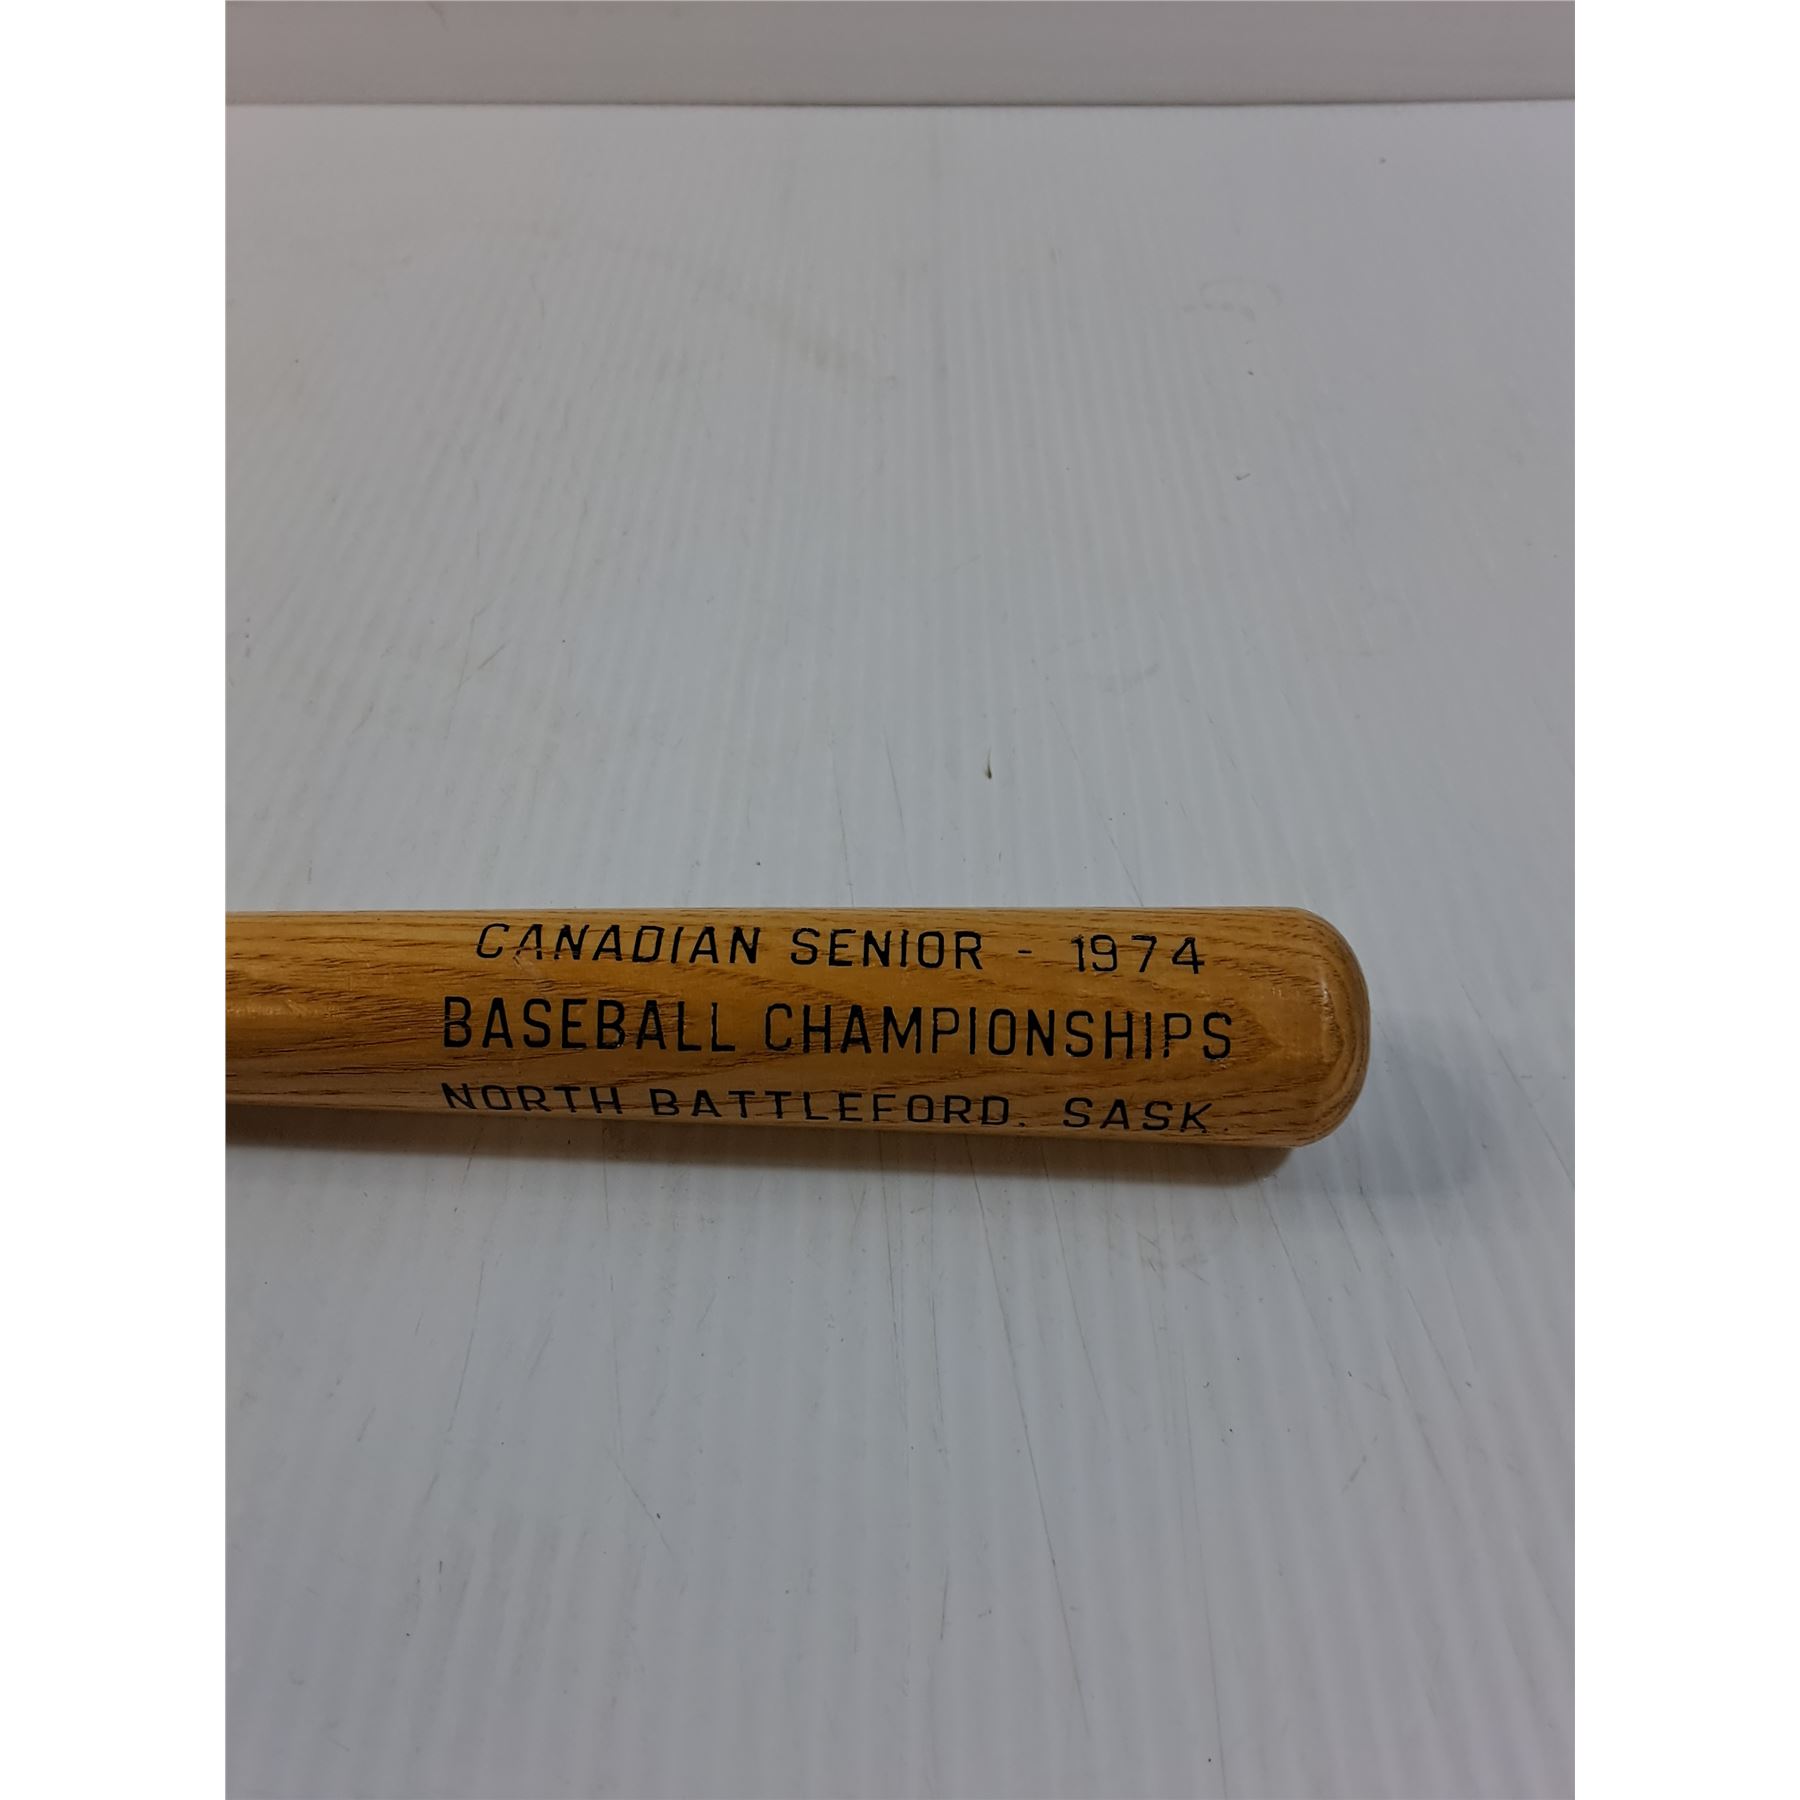 CANADIAN SENIOR - 1974
BASEBALL CHAMPIONSHIPS
NORTH BATTLEFORD. SASK.